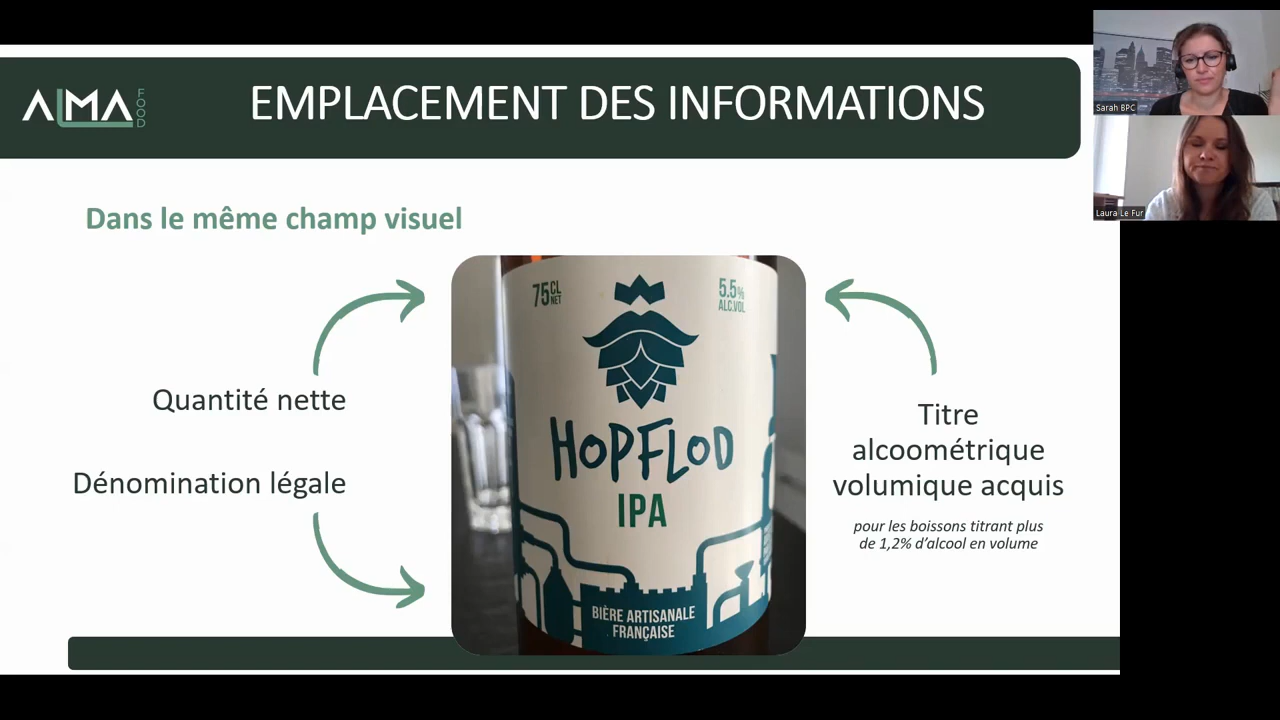 ALMA
FOOD
EMPLACEMENT DES INFORMATIONS
Sarah BPC
Laura Le Fur
Dans le même champ visuel
75 CL
NET
5.5%
ALC.VOL
Quantité nette
Dénomination légale
HOPFLOD
IPA
BIÈRE ARTISANALE
FRANÇAISE
Titre
alcoométrique
volumique acquis
pour les boissons titrant plus
de 1,2% d'alcool en volume